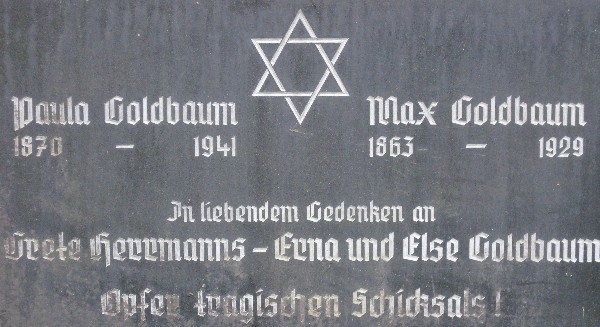 Paula Goldbaum Max Goldbaum
1870 – 1941 1863 – 1929
In liebendem Gedenken an
Grete Herrmanns – Erna und Else Goldbaum
Opfer tragischen Schicksals!